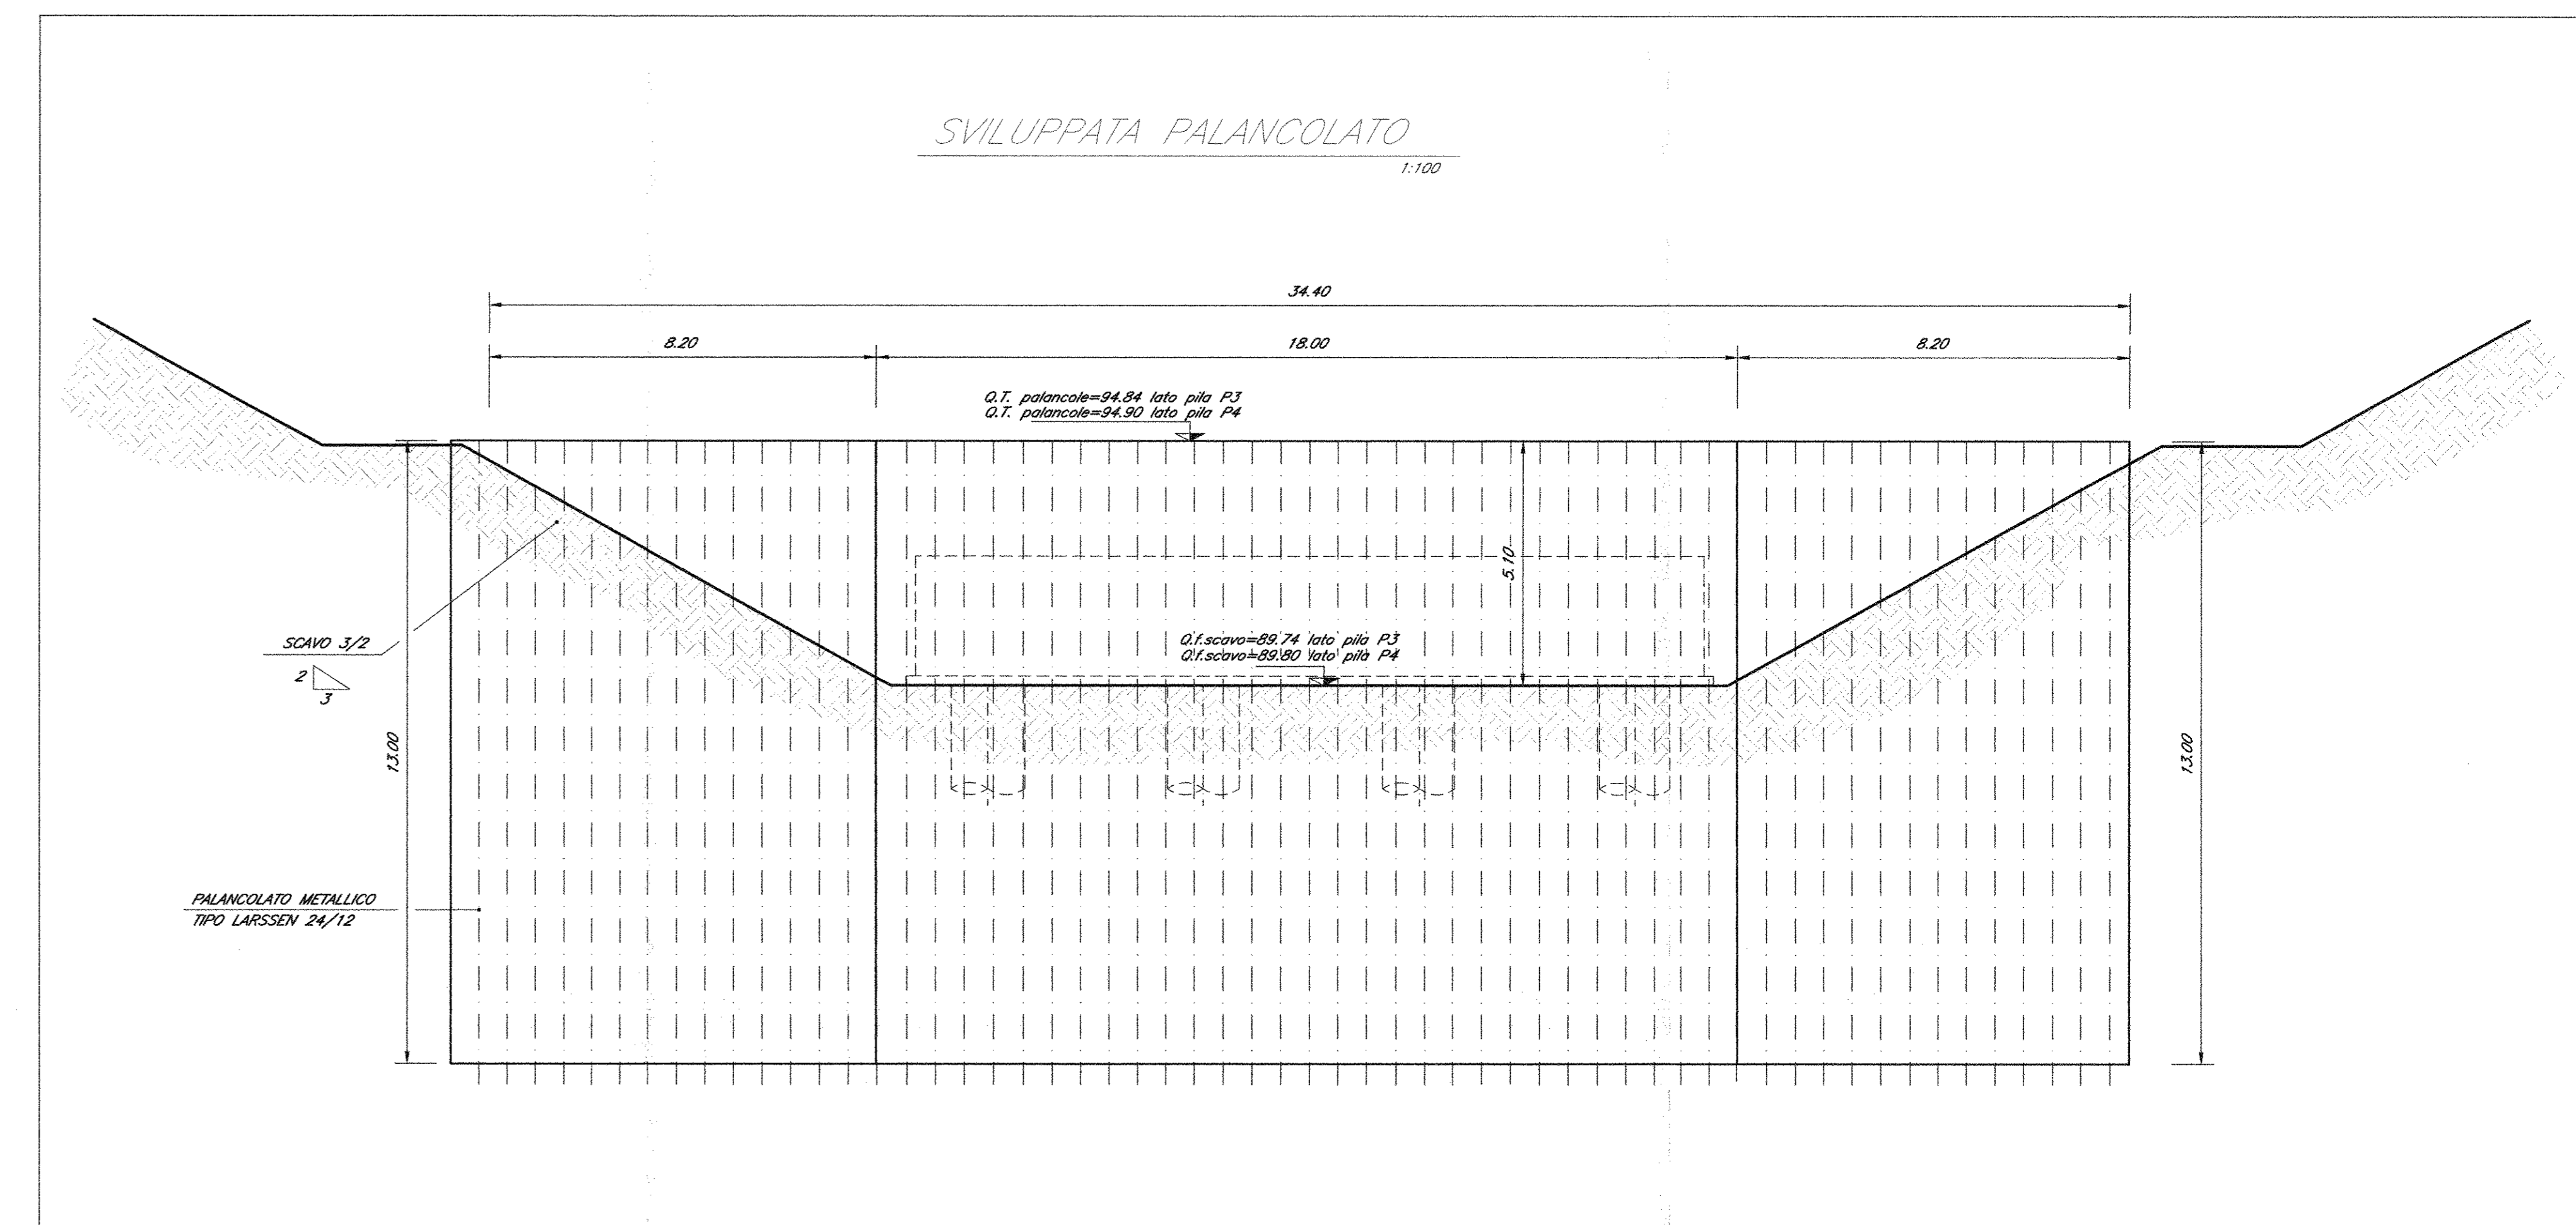 SVILUPPATA PALANCOLATO
1:100
34.40
8.20
18.00
8.20
Q.T. palancole=94.84 lato pila P3
Q.T. palancole=94.90 lato pila P4
5.10
Q.f.scavo=89.74 lato pila P3
Q.f.scavo=89.80 lato pila P4
SCAVO 3/2
2
3
13.00
13.00
PALANCOLATO METALLICO
TIPO LARSSEN 24/12